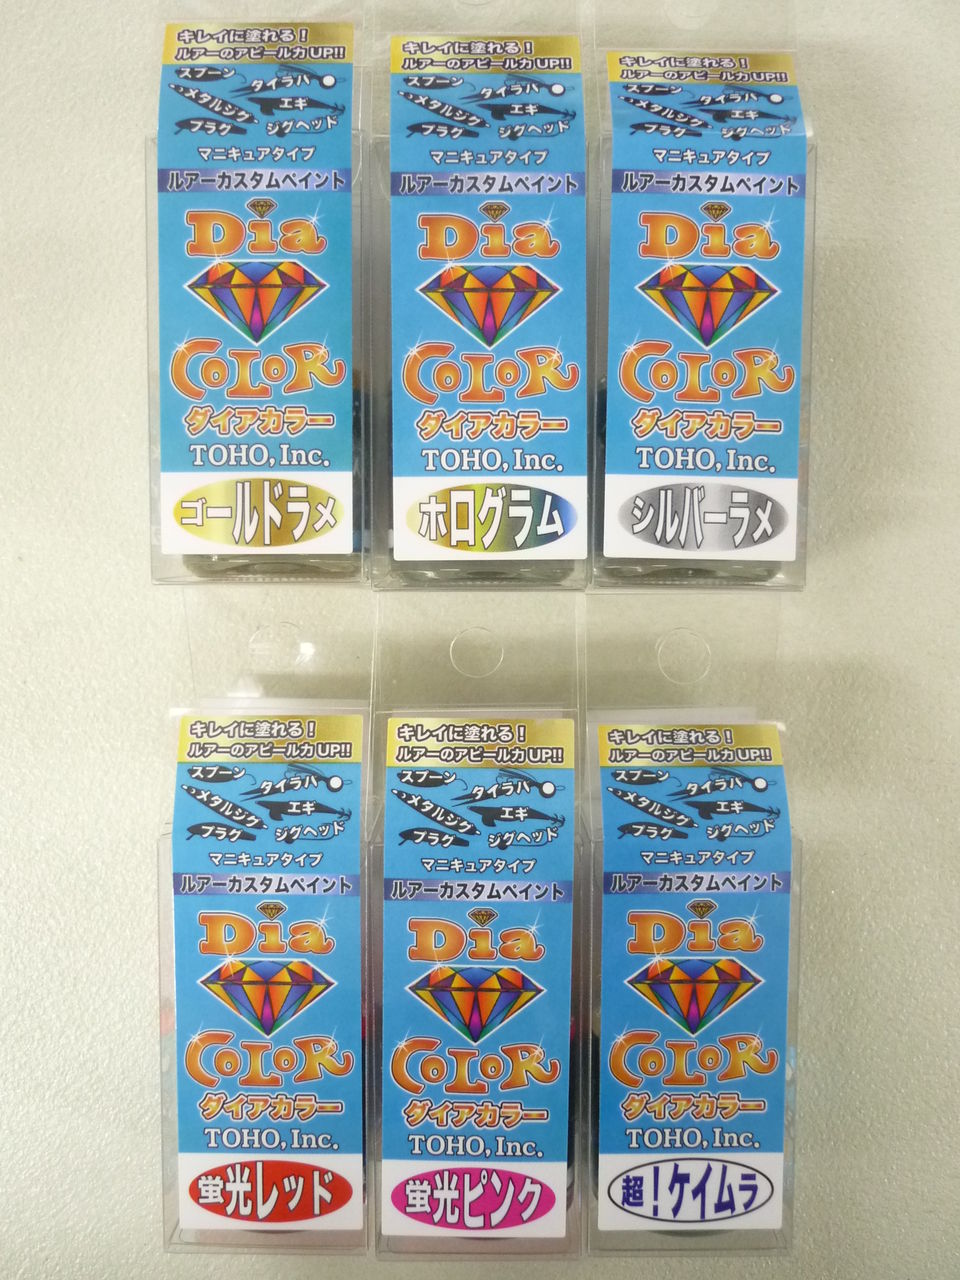 キレイに塗れる！
ルアーのアピール力UP!!
スプーン
タイラバ
メタルジグ
エギ
プラグ
ジグヘッド
マニキュアタイプ
ルアーカスタムペイント
Dia
COLOR
ダイアカラー
TOHO, Inc.
ゴールドラメ
キレイに塗れる！
ルアーのアピール力UP!!
スプーン
タイラバ
メタルジグ
エギ
プラグ
ジグヘッド
マニキュアタイプ
ルアーカスタムペイント
Dia
COLOR
ダイアカラー
TOHO, Inc.
ホログラム
キレイに塗れる！
ルアーのアピール力UP!!
スプーン
タイラバ
メタルジグ
エギ
プラグ
ジグヘッド
マニキュアタイプ
ルアーカスタムペイント
Dia
COLOR
ダイアカラー
TOHO, Inc.
シルバーラメ
キレイに塗れる！
ルアーのアピール力UP!!
スプーン
タイラバ
メタルジグ
エギ
プラグ
ジグヘッド
マニキュアタイプ
ルアーカスタムペイント
Dia
COLOR
ダイアカラー
TOHO, Inc.
蛍光レッド
キレイに塗れる！
ルアーのアピール力UP!!
スプーン
タイラバ
メタルジグ
エギ
プラグ
ジグヘッド
マニキュアタイプ
ルアーカスタムペイント
Dia
COLOR
ダイアカラー
TOHO, Inc.
蛍光ピンク
キレイに塗れる！
ルアーのアピール力UP!!
スプーン
タイラバ
メタルジグ
エギ
プラグ
ジグヘッド
マニキュアタイプ
ルアーカスタムペイント
Dia
COLOR
ダイアカラー
TOHO, Inc.
超！ケイムラ